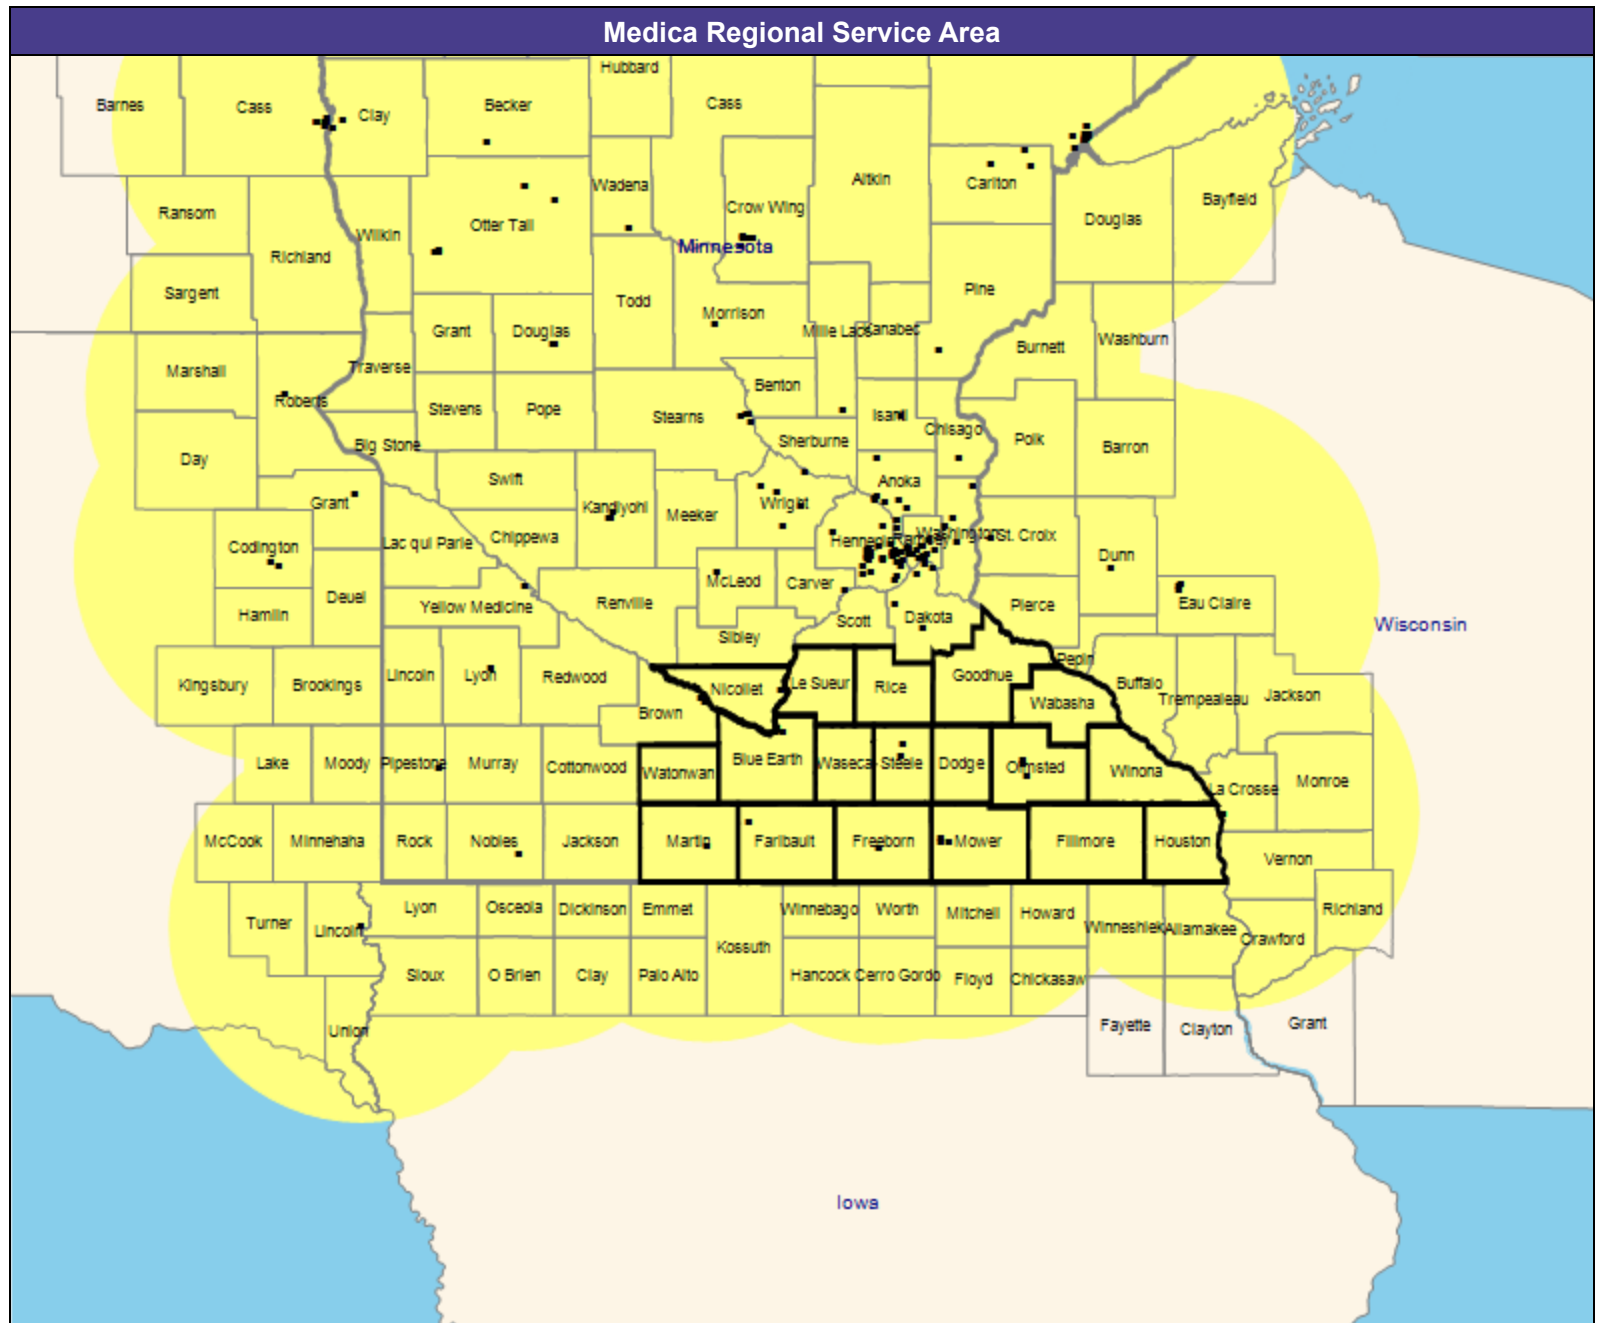 Medica Regional Service Area
Hubbard
Barnes
Cass
Clay
Becker
Cass
Wadena
Crow Wing
Aitkin
Carlton
Douglas
Bayfield
Ransom
Richland
Wilkin
Otter Tail
Minnesota
Sargent
Todd
Morrison
Pine
Grant
Douglas
Mille Lacs
Kanabec
Burnett
Washburn
Marshall
Roberts
Traverse
Benton
Stevens
Pope
Stearns
Isanti
Chisago
Polk
Barron
Day
Big Stone
Sherburne
Grant
Swift
Kandiyohi
Meeker
Wright
Anoka
Codington
Lac qui Parle
Chippewa
Hennepin
Ramsey
Washington
St. Croix
Dunn
Deuel
McLeod
Carver
Hamlin
Yellow Medicine
Renville
Scott
Dakota
Pierce
Eau Claire
Wisconsin
Sibley
Kingsbury
Brookings
Lincoln
Lyon
Redwood
Nicollet
Le Sueur
Rice
Goodhue
Pepin
Buffalo
Trempealeau
Jackson
Brown
Wabasha
Lake
Moody
Pipestone
Murray
Cottonwood
Watonwan
Blue Earth
Waseca
Steele
Dodge
Olmsted
Winona
La Crosse
Monroe
McCook
Minnehaha
Rock
Nobles
Jackson
Martin
Faribault
Freeborn
Mower
Fillmore
Houston
Vernon
Turner
Lincoln
Lyon
Osceola
Dickinson
Emmet
Kossuth
Winnebago
Worth
Mitchell
Howard
Winneshiek
Allamakee
Crawford
Richland
Sioux
O Brien
Clay
Palo Alto
Hancock
Cerro Gordo
Floyd
Chickasaw
Union
Fayette
Clayton
Grant
Iowa